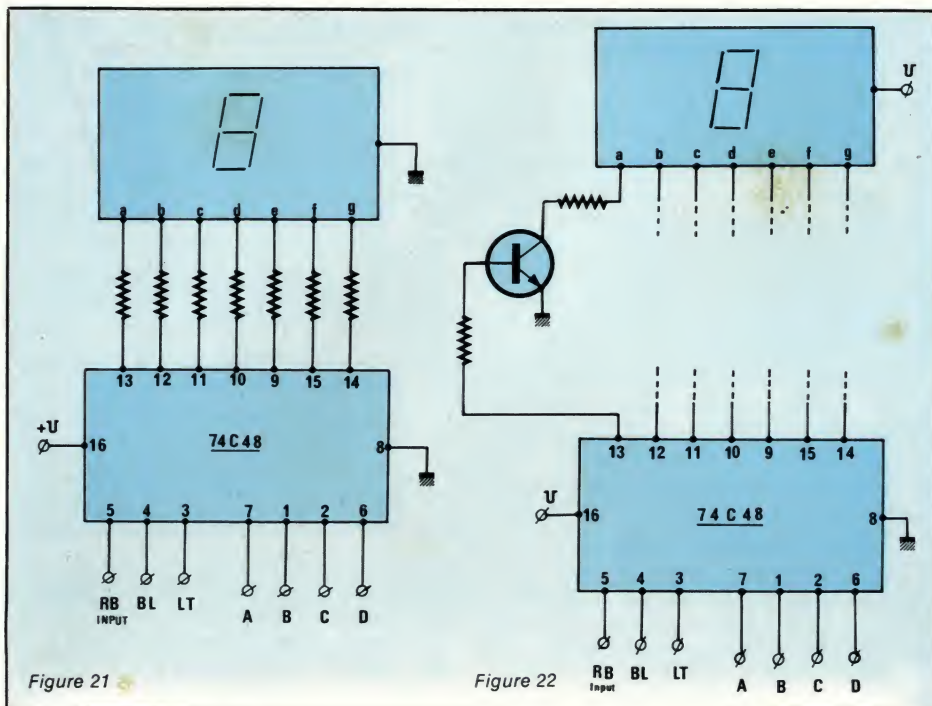 a b c d e f g
13 12 11 10 9 15 14
+U
16
74C48
8
5 4 3 7 1 2 6
RB BL LT A B C D
INPUT
Figure 21
U
a b c d e f g
13 12 11 10 9 15 14
U
16
74C48
8
5 4 3 7 1 2 6
RB BL LT A B C D
Input
Figure 22